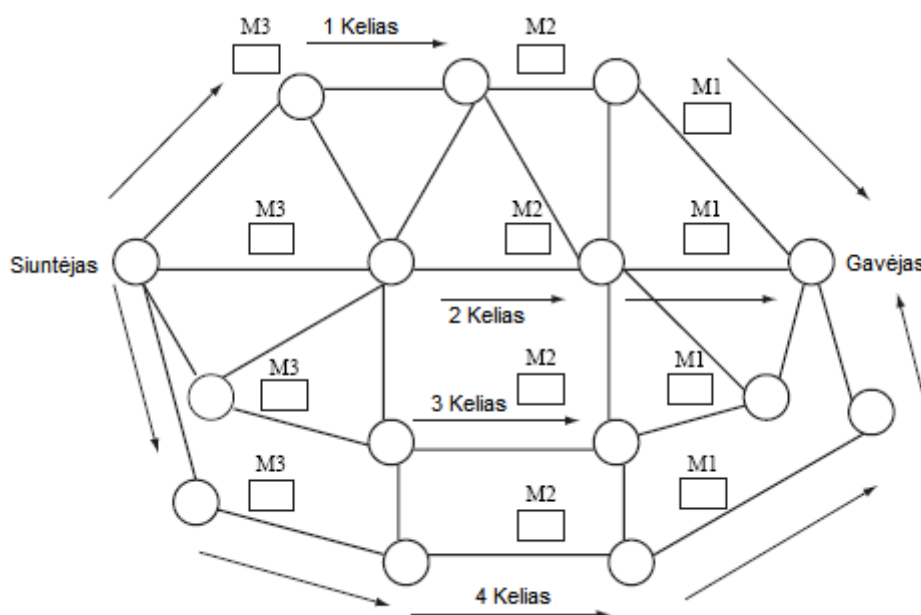 M3
1 Kelias
M2
M1
M3
M2
M1
Siuntėjas
Gavėjas
2 Kelias
M3
M2
M1
3 Kelias
M3
M2
M1
4 Kelias